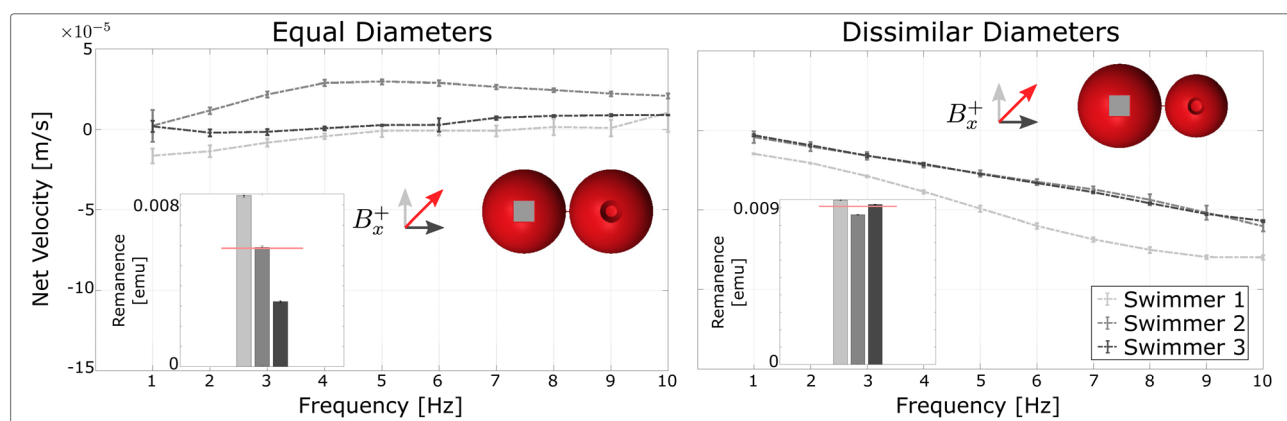 Equal Diameters
×10⁻⁵
Net Velocity [m/s]
5
0
-5
-10
-15
Remanence
[emu]
0.008
0
B_x^+
1 2 3 4 5 6 7 8 9 10
Frequency [Hz]
Dissimilar Diameters
B_x^+
Remanence
[emu]
0.009
0
Swimmer 1
Swimmer 2
Swimmer 3
1 2 3 4 5 6 7 8 9 10
Frequency [Hz]